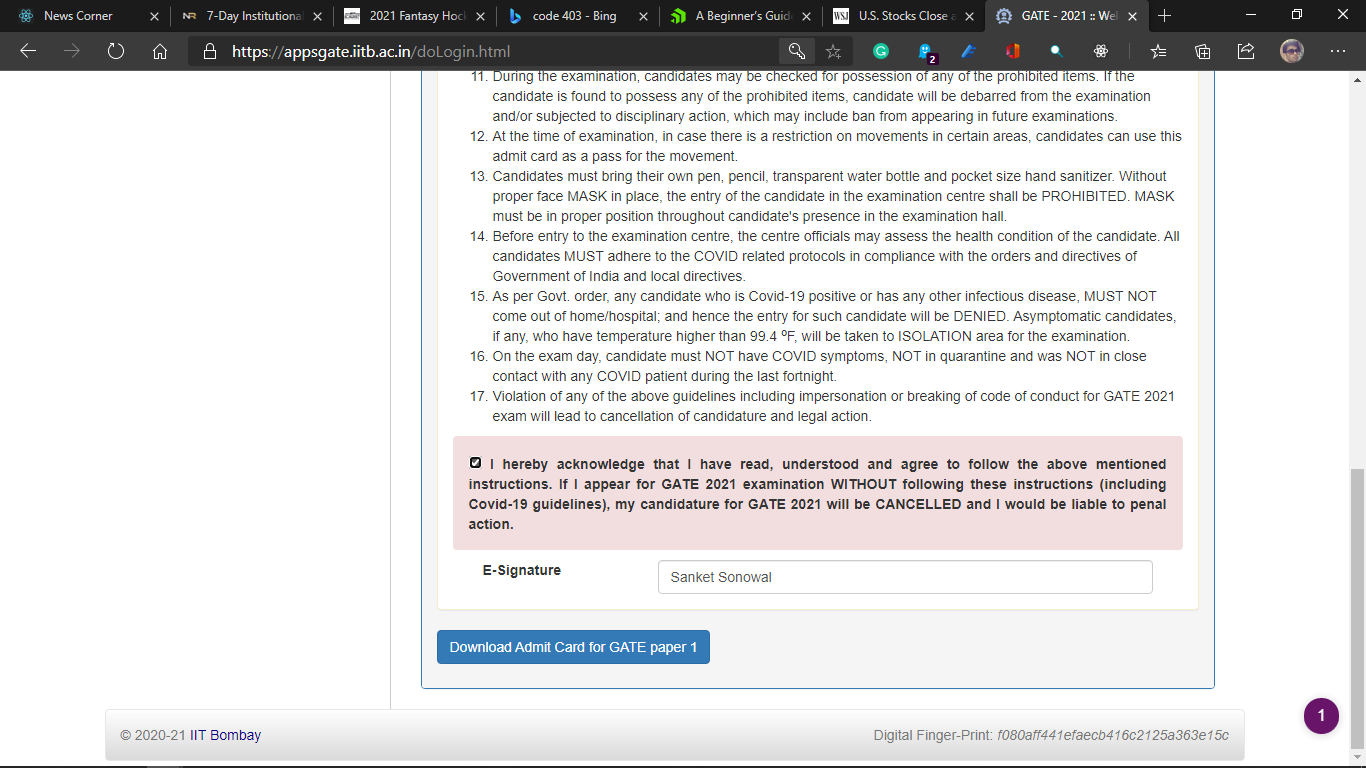 News Corner
7-Day Institutional
2021 Fantasy Hock
code 403 - Bing
A Beginner's Guid
WSJ
U.S. Stocks Close a
GATE - 2021 :: Wel
https://appsgate.iitb.ac.in/doLogin.html
2
11. During the examination, candidates may be checked for possession of any of the prohibited items. If the
candidate is found to possess any of the prohibited items, candidate will be debarred from the examination
and/or subjected to disciplinary action, which may include ban from appearing in future examinations.
12. At the time of examination, in case there is a restriction on movements in certain areas, candidates can use this
admit card as a pass for the movement.
13. Candidates must bring their own pen, pencil, transparent water bottle and pocket size hand sanitizer. Without
proper face MASK in place, the entry of the candidate in the examination centre shall be PROHIBITED. MASK
must be in proper position throughout candidate's presence in the examination hall.
14. Before entry to the examination centre, the centre officials may assess the health condition of the candidate. All
candidates MUST adhere to the COVID related protocols in compliance with the orders and directives of
Government of India and local directives.
15. As per Govt. order, any candidate who is Covid-19 positive or has any other infectious disease, MUST NOT
come out of home/hospital; and hence the entry for such candidate will be DENIED. Asymptomatic candidates,
if any, who have temperature higher than 99.4 ⁰F, will be taken to ISOLATION area for the examination.
16. On the exam day, candidate must NOT have COVID symptoms, NOT in quarantine and was NOT in close
contact with any COVID patient during the last fortnight.
17. Violation of any of the above guidelines including impersonation or breaking of code of conduct for GATE 2021
exam will lead to cancellation of candidature and legal action.
I hereby acknowledge that I have read, understood and agree to follow the above mentioned
instructions. If I appear for GATE 2021 examination WITHOUT following these instructions (including
Covid-19 guidelines), my candidature for GATE 2021 will be CANCELLED and I would be liable to penal
action.
E-Signature
Sanket Sonowal
Download Admit Card for GATE paper 1
1
© 2020-21 IIT Bombay
Digital Finger-Print: f080aff441efaecb416c2125a363e15c